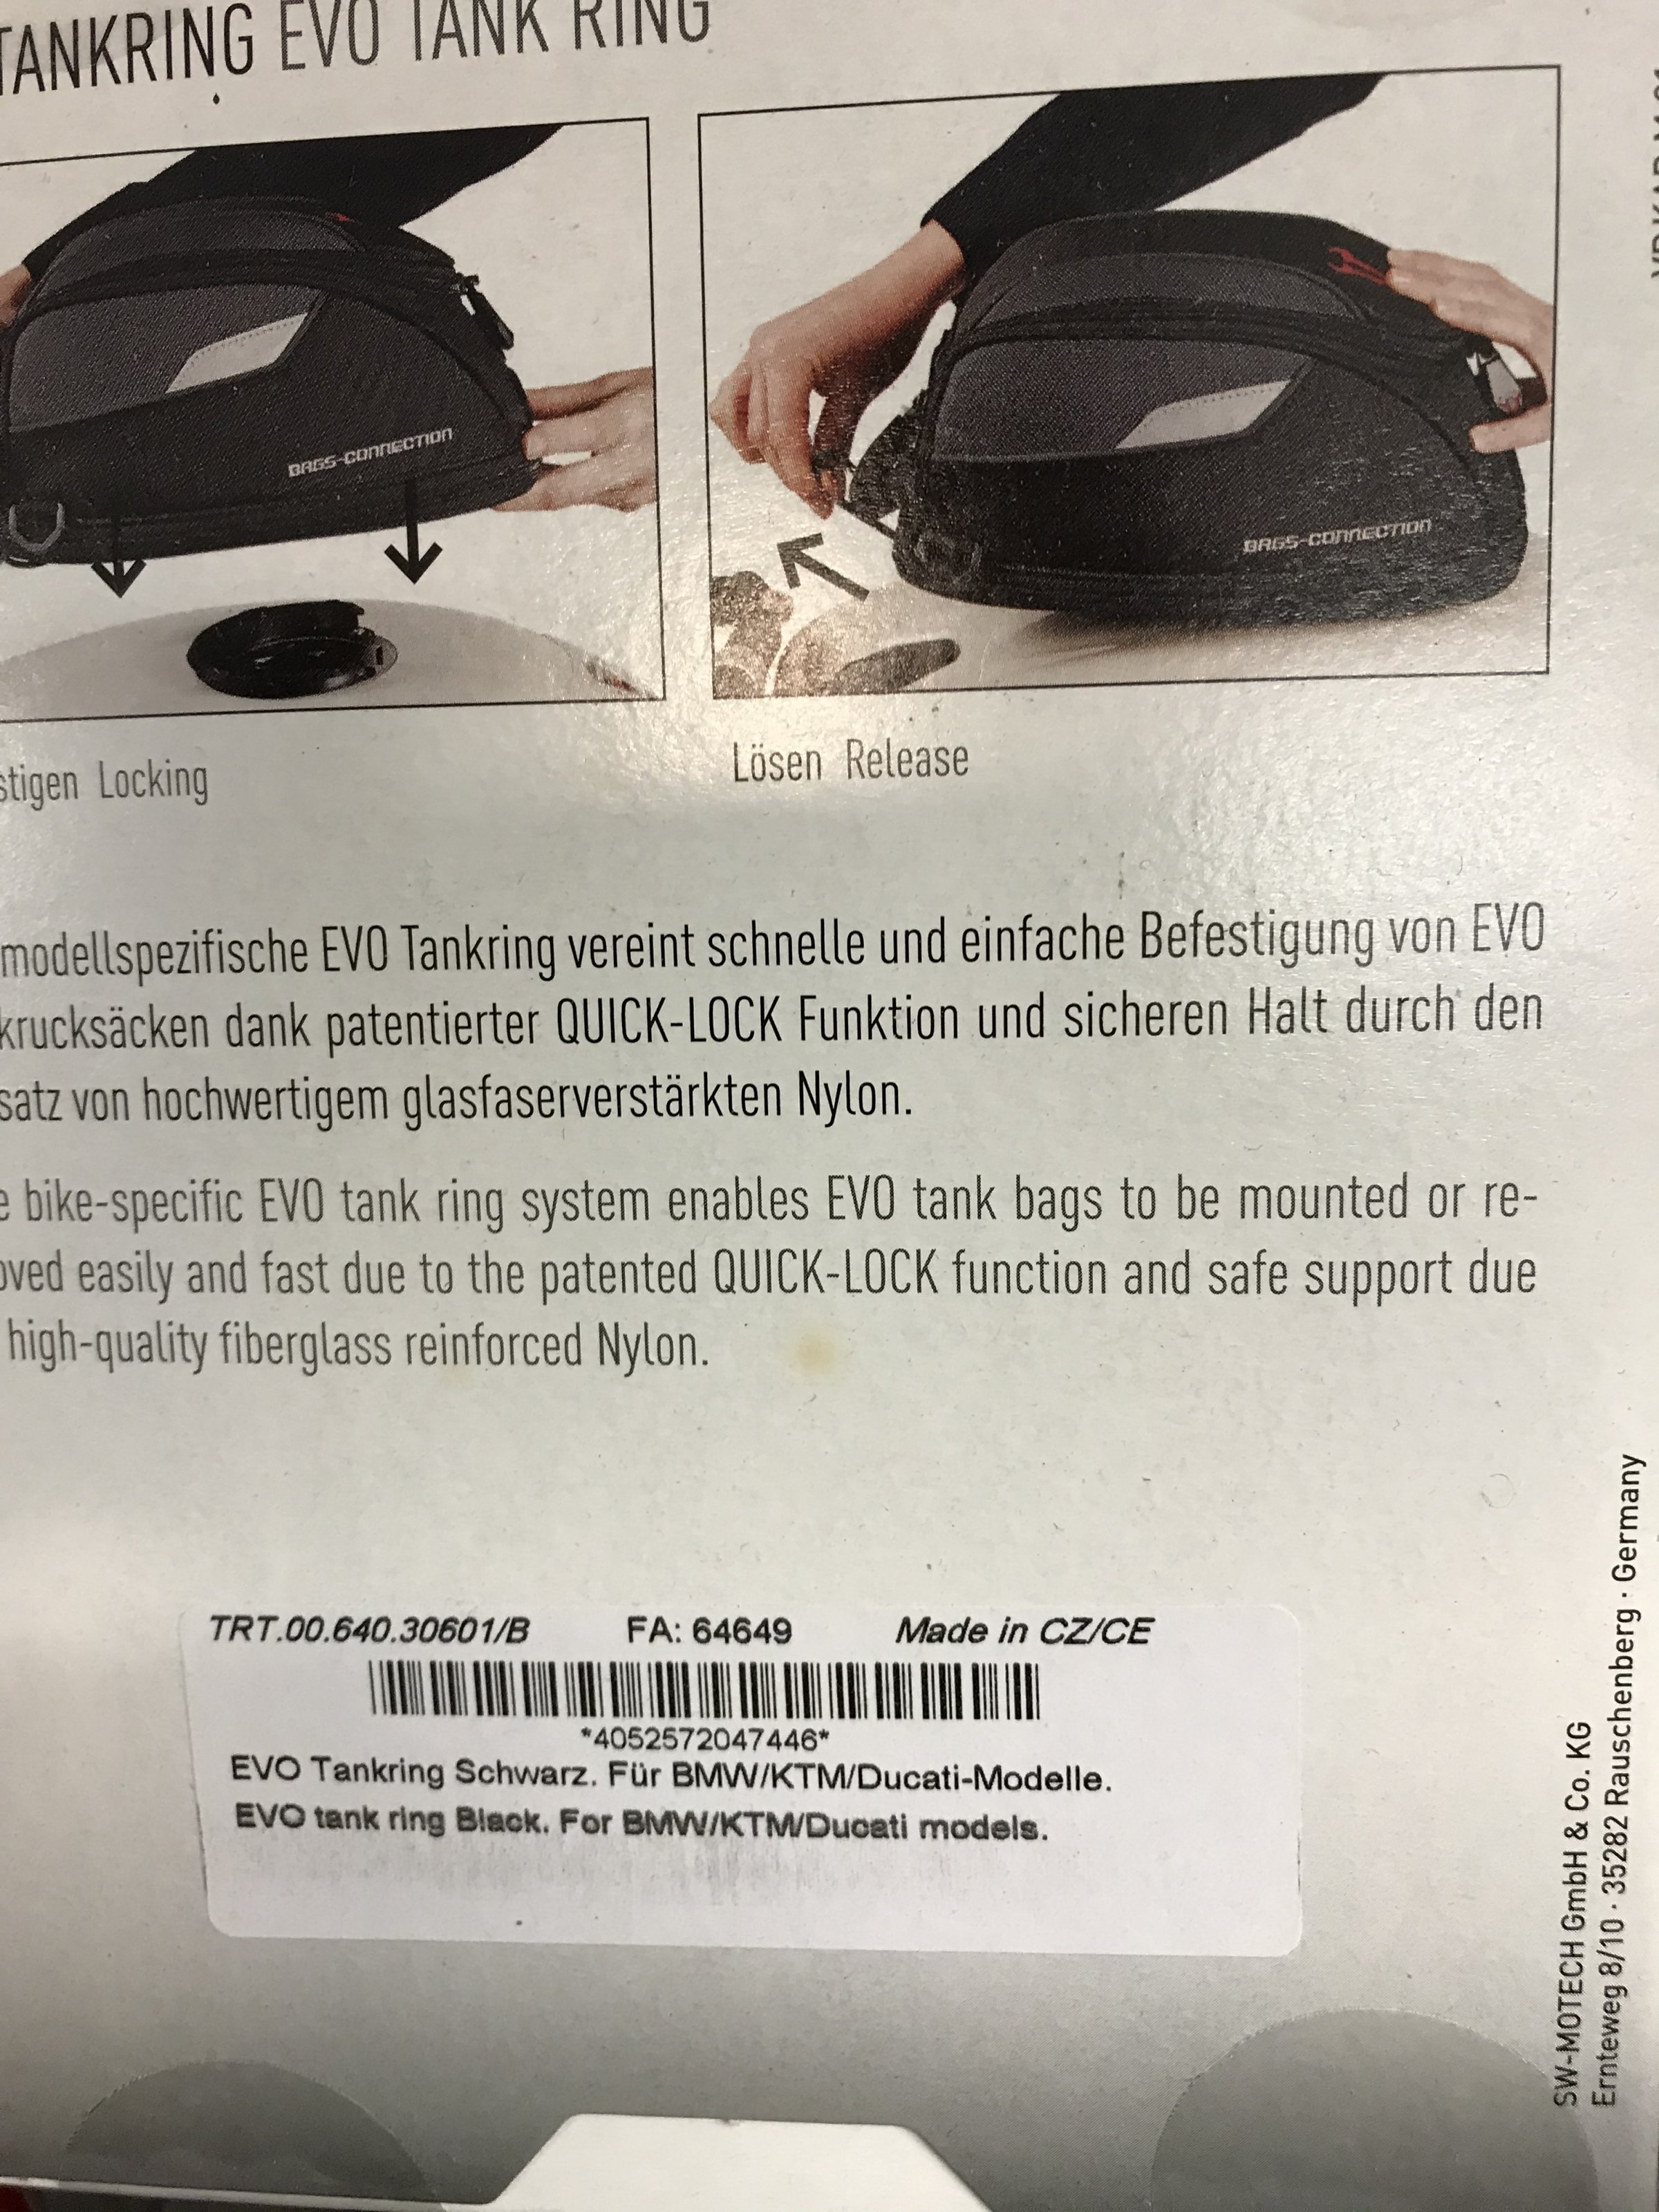 TANKRING EVO TANK RING
BAGS-CONNECTION
BAGS-CONNECTION
Locking
Lösen Release
modellspezifische EVO Tankring vereint schnelle und einfache Befestigung von EVO
dank patentierter QUICK-LOCK Funktion und sicheren Halt durch den
von hochwertigem glasfaserverstärkten Nylon.
bike-specific EVO tank ring system enables EVO tank bags to be mounted or re-
easily and fast due to the patented QUICK-LOCK function and safe support due
high-quality fiberglass reinforced Nylon.
TRT.00.640.30601/B FA: 64649 Made in CZ/CE
*4052572047446*
EVO Tankring Schwarz. Für BMW/KTM/Ducati-Modelle.
EVO tank ring Black. For BMW/KTM/Ducati models.
SW-MOTECH GmbH & Co. KG
Ernteweg 8/10 · 35282 Rauschenberg · Germany